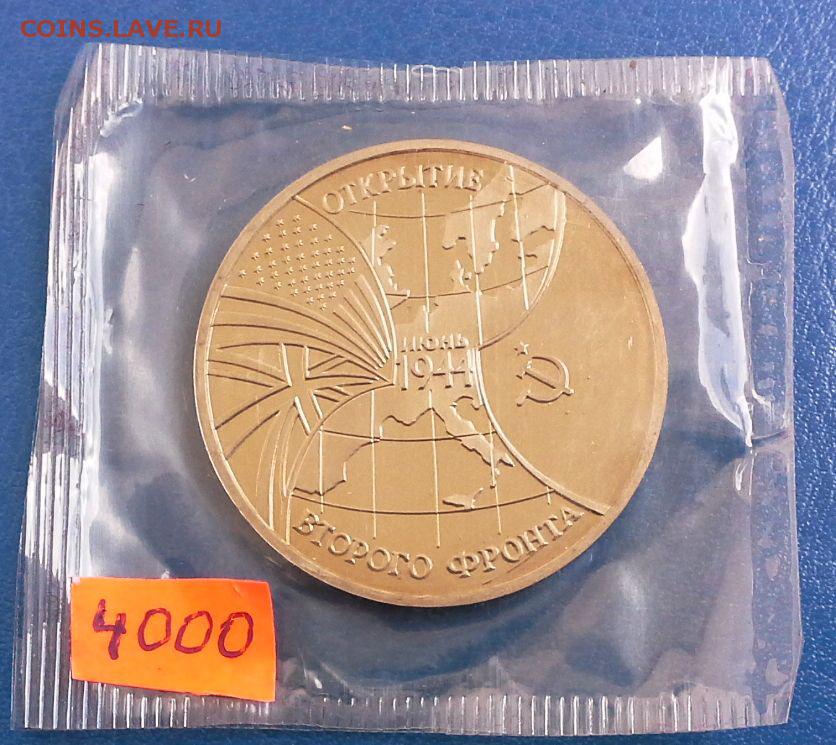 COINS.LAVE.RU
ОТКРЫТИЕ
ИЮНЬ
1944
ВТОРОГО ФРОНТА
4000